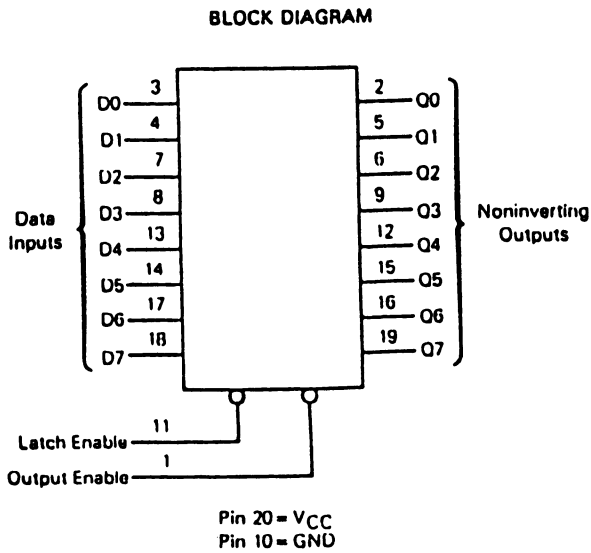 BLOCK DIAGRAM
3
D0
4
D1
7
D2
8
D3
13
D4
14
D5
17
D6
18
D7
Data
Inputs
2
Q0
5
Q1
6
Q2
9
Q3
12
Q4
15
Q5
16
Q6
19
Q7
Noninverting
Outputs
11
Latch Enable
1
Output Enable
Pin 20 = VCC
Pin 10 = GND